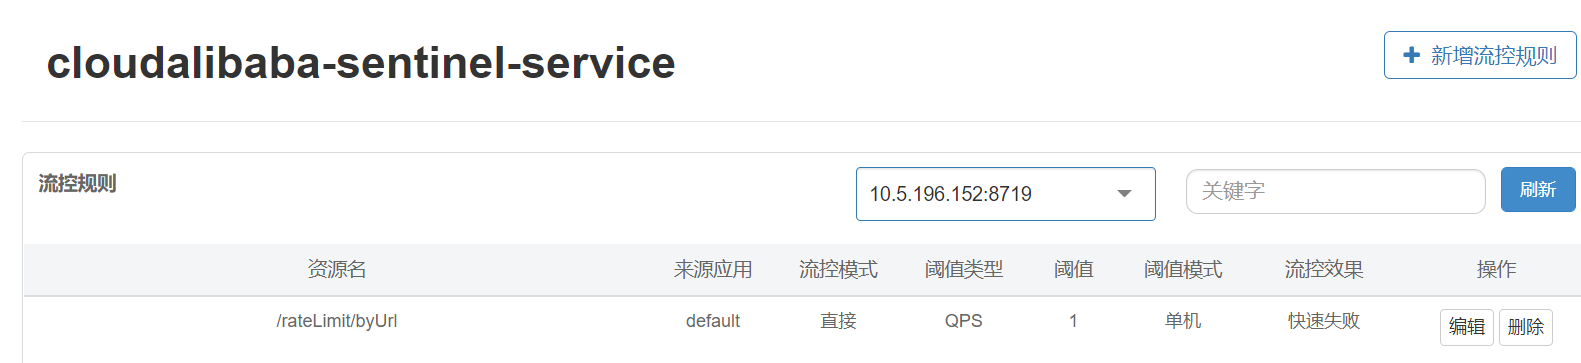 cloudalibaba-sentinel-service
+ 新增流控规则
流控规则
10.5.196.152:8719
关键字
刷新
资源名 来源应用 流控模式 阈值类型 阈值 阈值模式 流控效果 操作
/rateLimit/byUrl default 直接 QPS 1 单机 快速失败 编辑 删除